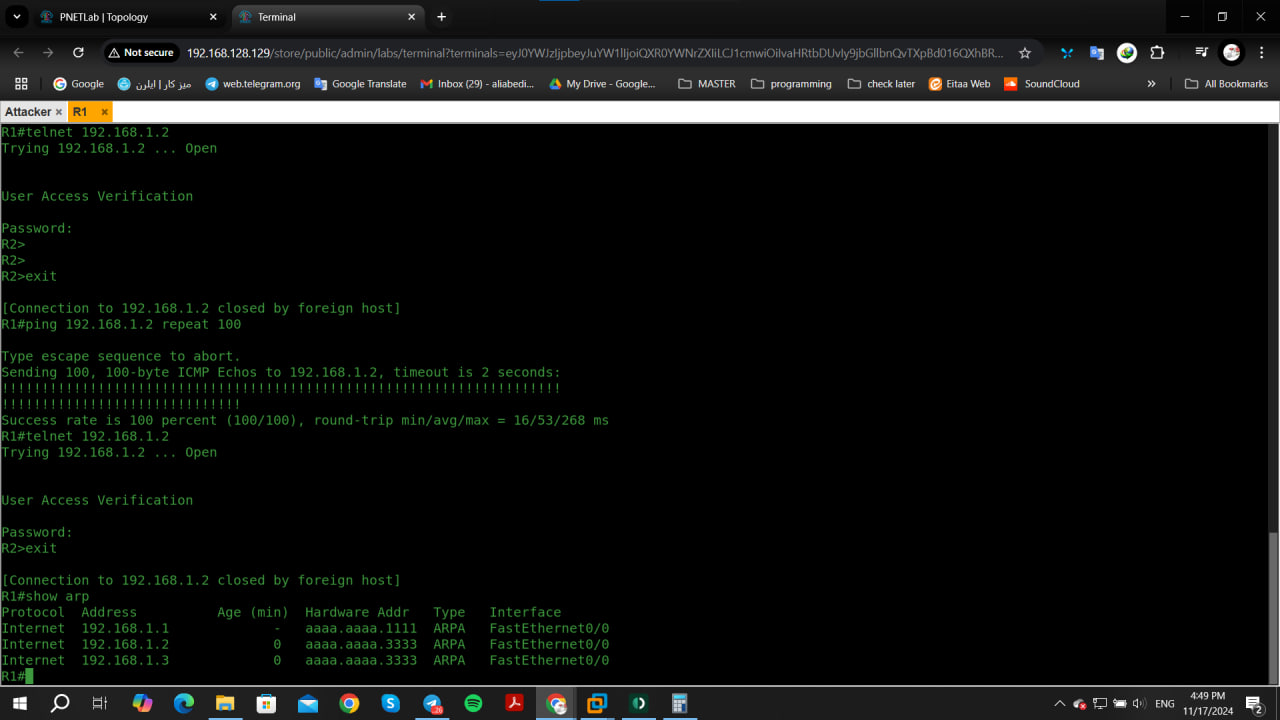 PNETLab | Topology
Terminal
Not secure
192.168.128.129/store/public/admin/labs/terminal?terminals=
Google
میز کار | ایلرن
web.telegram.org
Google Translate
Inbox (29) - aliabedi...
My Drive - Google...
MASTER
programming
check later
Eitaa Web
SoundCloud
»
All Bookmarks
Attacker
R1
R1#telnet 192.168.1.2
Trying 192.168.1.2 ... Open
User Access Verification
Password:
R2>
R2>
R2>exit
[Connection to 192.168.1.2 closed by foreign host]
R1#ping 192.168.1.2 repeat 100
Type escape sequence to abort.
Sending 100, 100-byte ICMP Echos to 192.168.1.2, timeout is 2 seconds:
!!!!!!!!!!!!!!!!!!!!!!!!!!!!!!!!!!!!!!!!!!!!!!!!!!!!!!!!!!!!!!!!!!!!!!
!!!!!!!!!!!!!!!!!!!!!!!!!!!!!!
Success rate is 100 percent (100/100), round-trip min/avg/max = 16/53/268 ms
R1#telnet 192.168.1.2
Trying 192.168.1.2 ... Open
User Access Verification
Password:
R2>exit
[Connection to 192.168.1.2 closed by foreign host]
R1#show arp
Protocol Address Age (min) Hardware Addr Type Interface
Internet 192.168.1.1 - aaaa.aaaa.1111 ARPA FastEthernet0/0
Internet 192.168.1.2 0 aaaa.aaaa.3333 ARPA FastEthernet0/0
Internet 192.168.1.3 0 aaaa.aaaa.3333 ARPA FastEthernet0/0
R1#
26
ENG
4:49 PM
11/17/2024
2